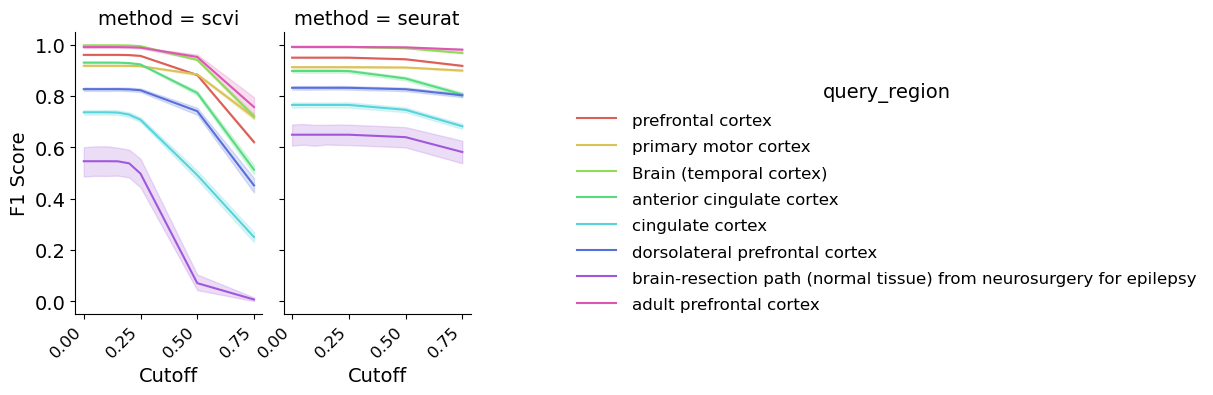 method = scvi
method = seurat
F1 Score
1.0
0.8
0.6
0.4
0.2
0.0
0.00
0.25
0.50
0.75
Cutoff
0.00
0.25
0.50
0.75
Cutoff
query_region
prefrontal cortex
primary motor cortex
Brain (temporal cortex)
anterior cingulate cortex
cingulate cortex
dorsolateral prefrontal cortex
brain-resection path (normal tissue) from neurosurgery for epilepsy
adult prefrontal cortex